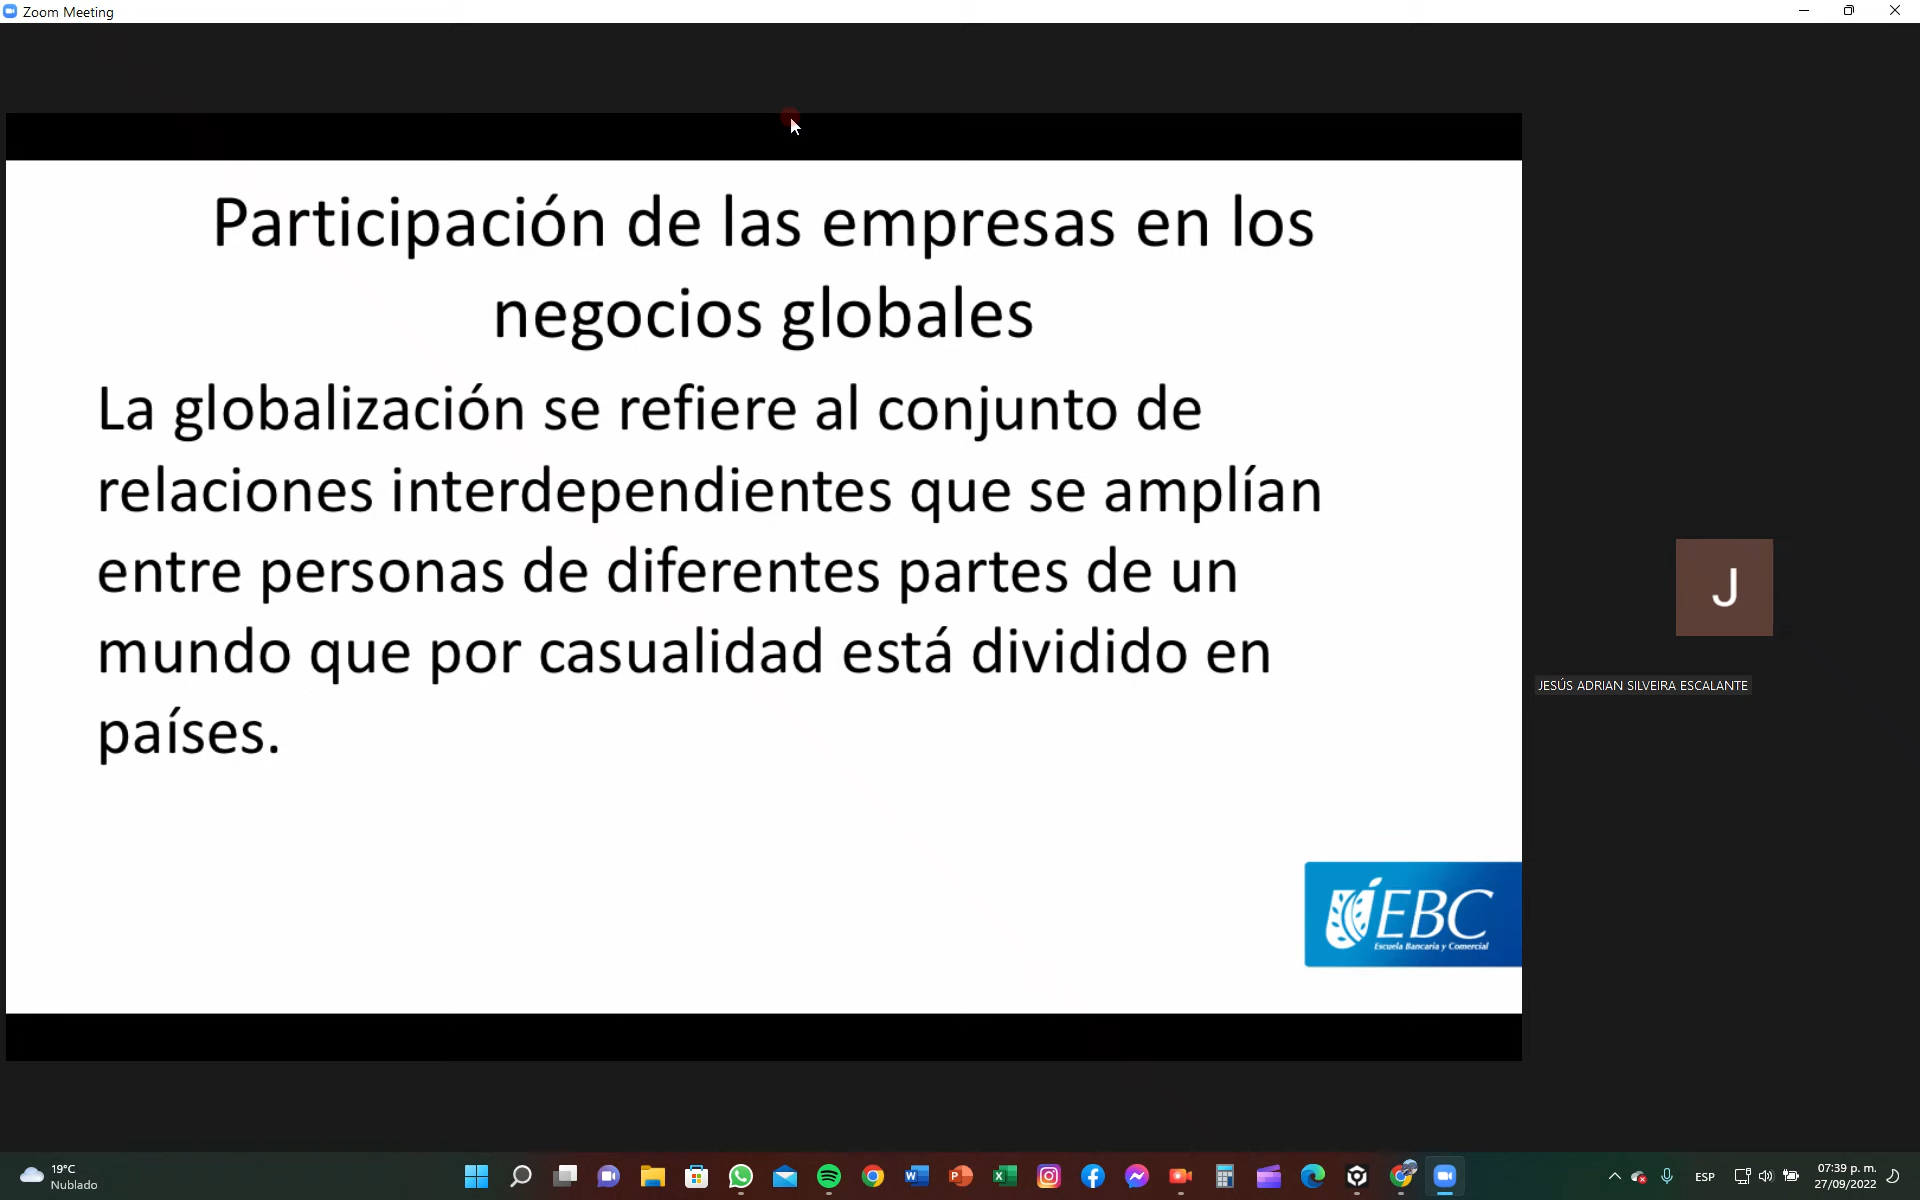 Zoom Meeting
Participación de las empresas en los
negocios globales
La globalización se refiere al conjunto de
relaciones interdependientes que se amplían
entre personas de diferentes partes de un
mundo que por casualidad está dividido en
países.
J
JESÚS ADRIAN SILVEIRA ESCALANTE
EBC
Escuela Bancaria y Comercial
19°C
Nublado
ESP
07:39 p. m.
27/09/2022